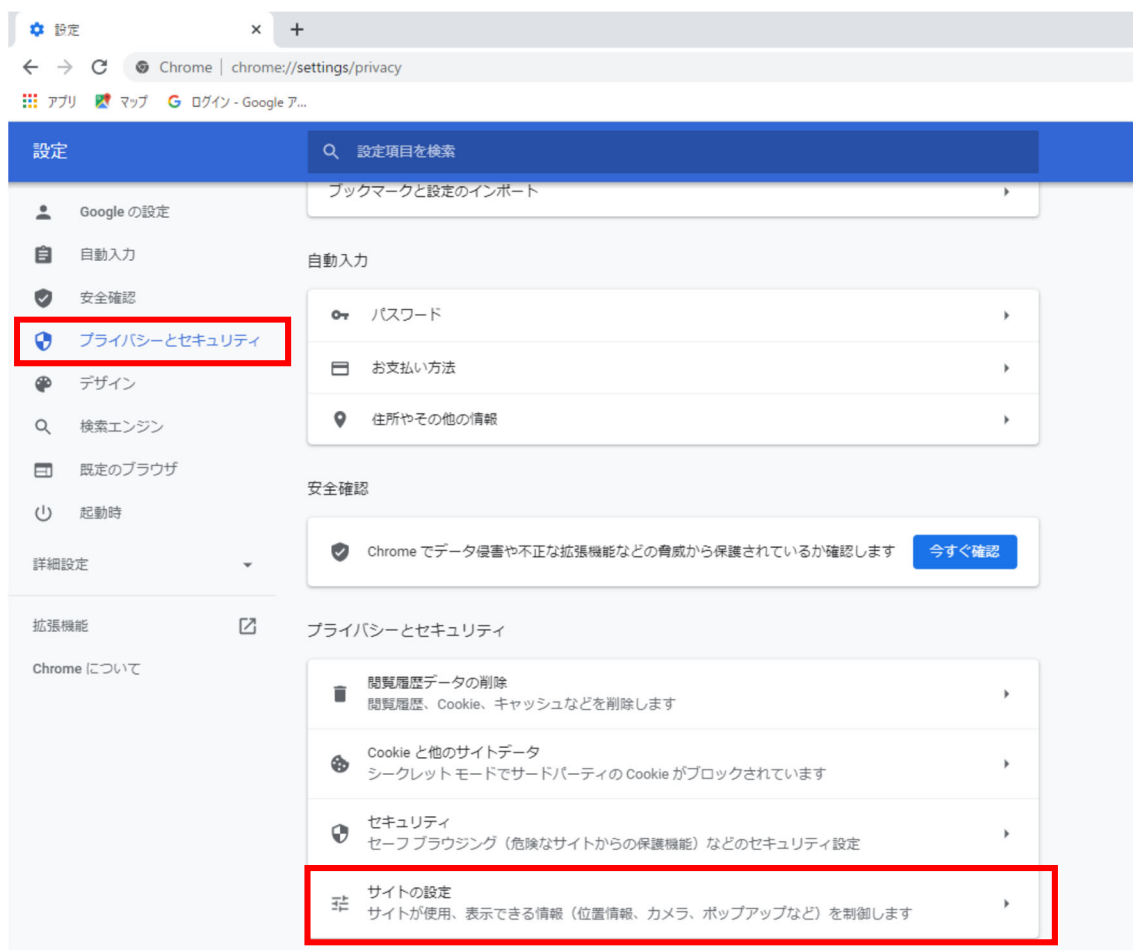 設定
Chrome | chrome://settings/privacy
アプリ マップ ログイン - Google ア...
設定
設定項目を検索
Google の設定
自動入力
安全確認
プライバシーとセキュリティ
デザイン
検索エンジン
既定のブラウザ
起動時
詳細設定
拡張機能
Chrome について
ブックマークと設定のインポート
自動入力
パスワード
お支払い方法
住所やその他の情報
安全確認
Chrome でデータ侵害や不正な拡張機能などの脅威から保護されているか確認します
今すぐ確認
プライバシーとセキュリティ
閲覧履歴データの削除
閲覧履歴、Cookie、キャッシュなどを削除します
Cookie と他のサイトデータ
シークレット モードでサードパーティの Cookie がブロックされています
セキュリティ
セーフ ブラウジング（危険なサイトからの保護機能）などのセキュリティ設定
サイトの設定
サイトが使用、表示できる情報（位置情報、カメラ、ポップアップなど）を制御します